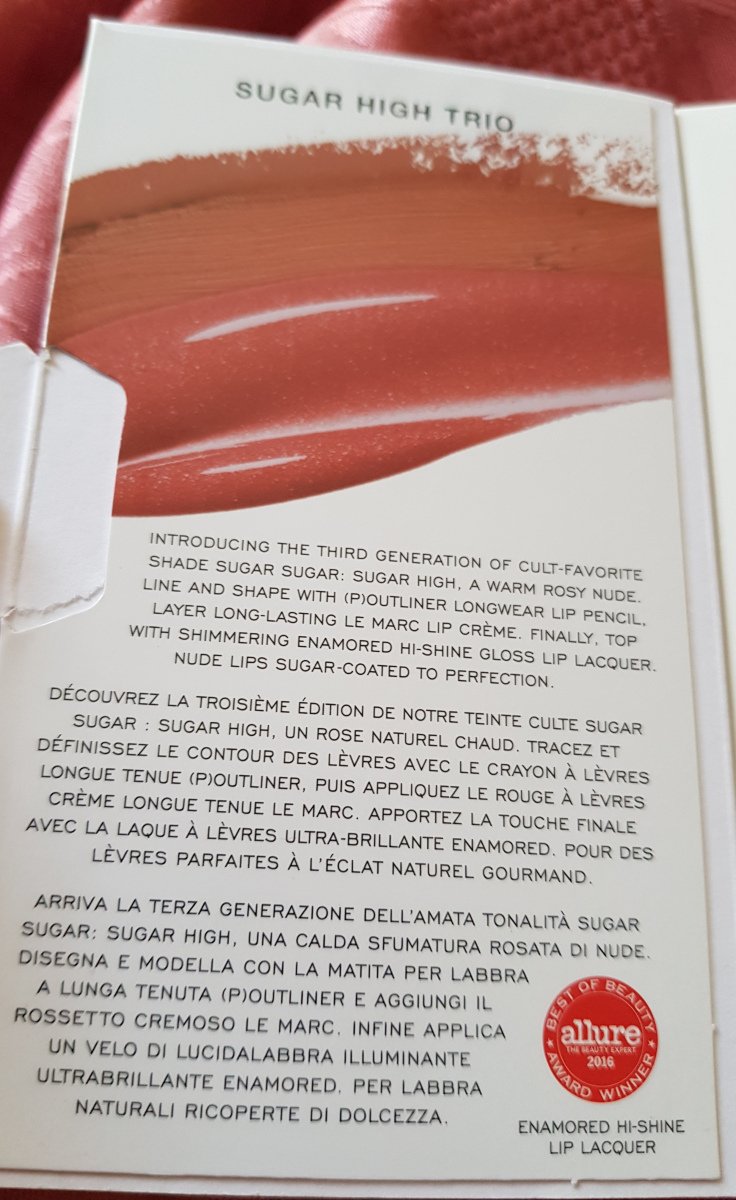 SUGAR HIGH TRIO
INTRODUCING THE THIRD GENERATION OF CULT-FAVORITE
SHADE SUGAR SUGAR: SUGAR HIGH, A WARM ROSY NUDE.
LINE AND SHAPE WITH (P)OUTLINER LONGWEAR LIP PENCIL,
LAYER LONG-LASTING LE MARC LIP CRÈME. FINALLY, TOP
WITH SHIMMERING ENAMORED HI-SHINE GLOSS LIP LACQUER.
NUDE LIPS SUGAR-COATED TO PERFECTION.
DÉCOUVREZ LA TROISIÈME ÉDITION DE NOTRE TEINTE CULTE SUGAR
SUGAR : SUGAR HIGH, UN ROSE NATUREL CHAUD. TRACEZ ET
DÉFINISSEZ LE CONTOUR DES LÈVRES AVEC LE CRAYON À LÈVRES
LONGUE TENUE (P)OUTLINER, PUIS APPLIQUEZ LE ROUGE À LÈVRES
CRÈME LONGUE TENUE LE MARC. APPORTEZ LA TOUCHE FINALE
AVEC LA LAQUE À LÈVRES ULTRA-BRILLANTE ENAMORED. POUR DES
LÈVRES PARFAITES À L'ÉCLAT NATUREL GOURMAND.
ARRIVA LA TERZA GENERAZIONE DELL'AMATA TONALITÀ SUGAR
SUGAR: SUGAR HIGH, UNA CALDA SFUMATURA ROSATA DI NUDE.
DISEGNA E MODELLA CON LA MATITA PER LABBRA
A LUNGA TENUTA (P)OUTLINER E AGGIUNGI IL
ROSSETTO CREMOSO LE MARC. INFINE APPLICA
UN VELO DI LUCIDALABBRA ILLUMINANTE
ULTRABRILLANTE ENAMORED. PER LABBRA
NATURALI RICOPERTE DI DOLCEZZA.
BEST OF BEAUTY
allure
THE BEAUTY EXPERT
2016
AWARD WINNER
ENAMORED HI-SHINE
LIP LACQUER